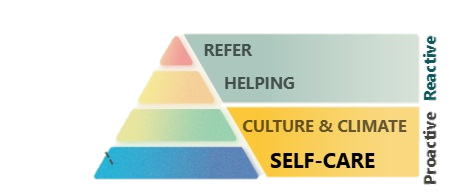 REFER
HELPING
CULTURE & CLIMATE
SELF-CARE
Reactive
Proactive